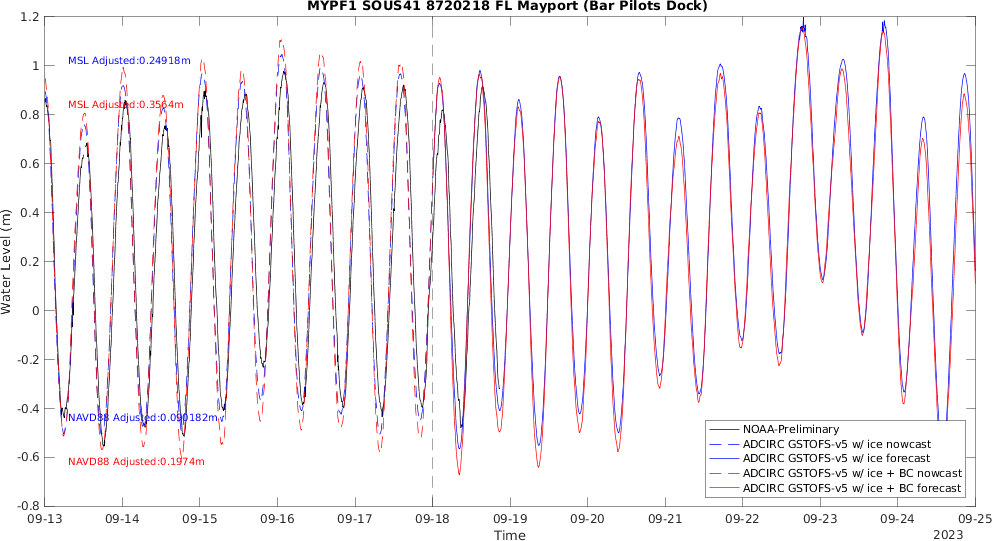 MYPF1 SOUS41 8720218 FL Mayport (Bar Pilots Dock)
1.2
1
0.8
0.6
0.4
0.2
0
-0.2
-0.4
-0.6
-0.8
Water Level (m)
MSL Adjusted:0.24918m
MSL Adjusted:0.3564m
NAVD88 Adjusted:0.090182m
NAVD88 Adjusted:0.1974m
NOAA-Preliminary
ADCIRC GSTOFS-v5 w/ ice nowcast
ADCIRC GSTOFS-v5 w/ ice forecast
ADCIRC GSTOFS-v5 w/ ice + BC nowcast
ADCIRC GSTOFS-v5 w/ ice + BC forecast
09-13 09-14 09-15 09-16 09-17 09-18 09-19 09-20 09-21 09-22 09-23 09-24 09-25
Time
2023